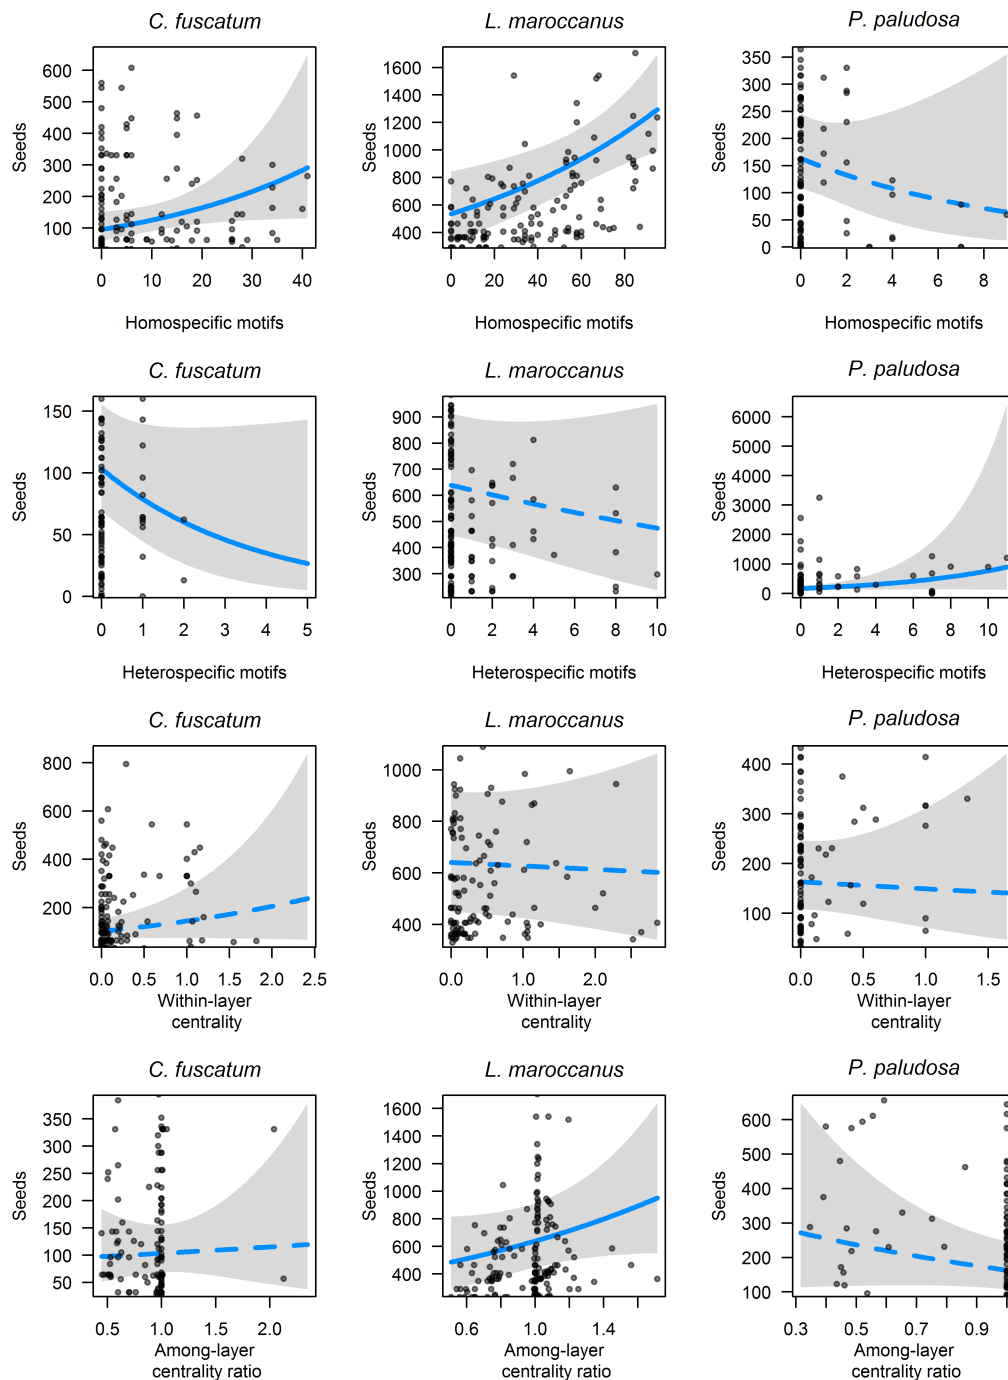 C. fuscatum
L. maroccanus
P. paludosa
Seeds
600
500
400
300
200
100
0 10 20 30 40
Homospecific motifs
Seeds
1600
1400
1200
1000
800
600
400
0 20 40 60 80
Homospecific motifs
Seeds
350
300
250
200
150
100
50
0
0 2 4 6 8
Homospecific motifs
C. fuscatum
L. maroccanus
P. paludosa
Seeds
150
100
50
0
0 1 2 3 4 5
Heterospecific motifs
Seeds
900
800
700
600
500
400
300
0 2 4 6 8 10
Heterospecific motifs
Seeds
6000
5000
4000
3000
2000
1000
0
0 2 4 6 8 10
Heterospecific motifs
C. fuscatum
L. maroccanus
P. paludosa
Seeds
800
600
400
200
0.0 0.5 1.0 1.5 2.0 2.5
Within-layer
centrality
Seeds
1000
800
600
400
0.0 0.5 1.0 1.5 2.0
Within-layer
centrality
Seeds
400
300
200
100
0.0 0.5 1.0 1.5
Within-layer
centrality
C. fuscatum
L. maroccanus
P. paludosa
Seeds
350
300
250
200
150
100
50
0.5 1.0 1.5 2.0
Among-layer
centrality ratio
Seeds
1600
1400
1200
1000
800
600
400
0.6 1.0 1.4
Among-layer
centrality ratio
Seeds
600
500
400
300
200
100
0.3 0.5 0.7 0.9
Among-layer
centrality ratio